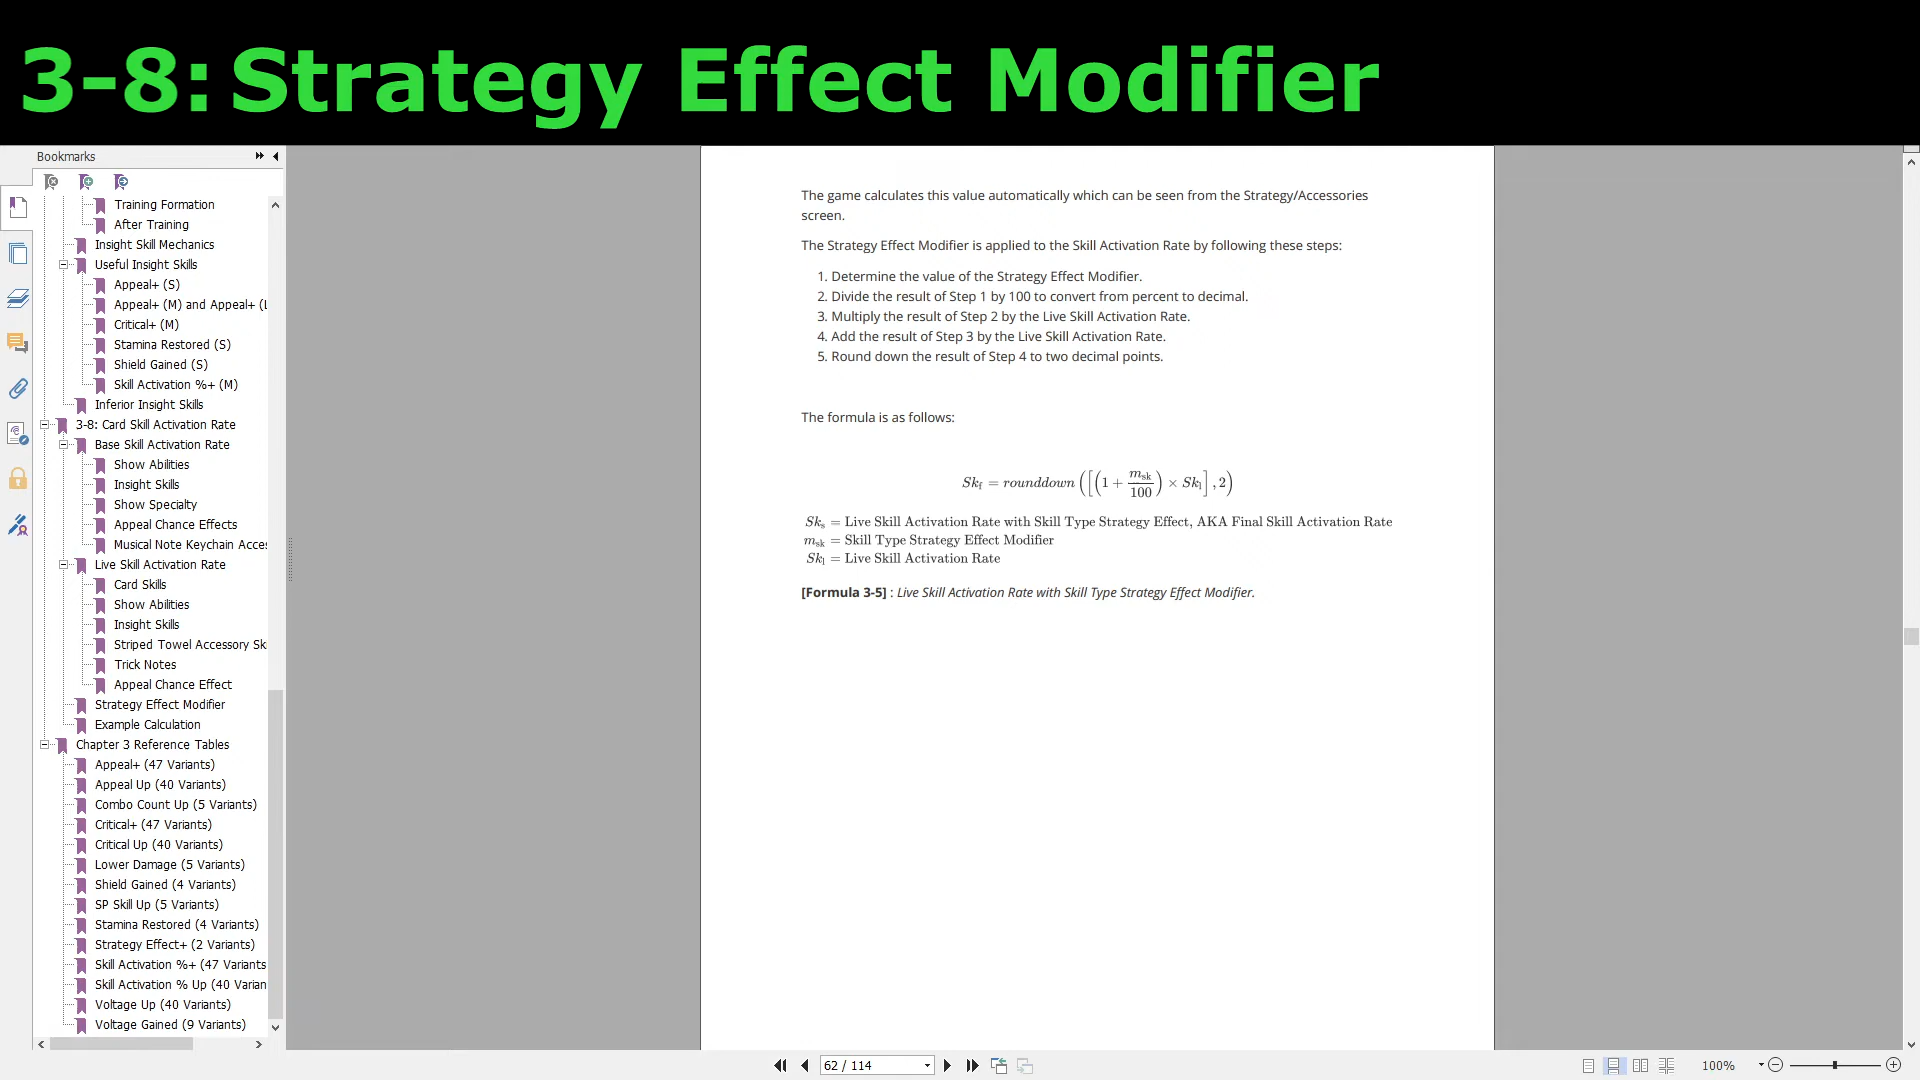 3-8: Strategy Effect Modifier
Bookmarks
Training Formation
After Training
Insight Skill Mechanics
Useful Insight Skills
Appeal+ (S)
Appeal+ (M) and Appeal+ (L
Critical+ (M)
Stamina Restored (S)
Shield Gained (S)
Skill Activation %+ (M)
Inferior Insight Skills
3-8: Card Skill Activation Rate
Base Skill Activation Rate
Show Abilities
Insight Skills
Show Specialty
Appeal Chance Effects
Musical Note Keychain Acces
Live Skill Activation Rate
Card Skills
Show Abilities
Insight Skills
Striped Towel Accessory Ski
Trick Notes
Appeal Chance Effect
Strategy Effect Modifier
Example Calculation
Chapter 3 Reference Tables
Appeal+ (47 Variants)
Appeal Up (40 Variants)
Combo Count Up (5 Variants)
Critical+ (47 Variants)
Critical Up (40 Variants)
Lower Damage (5 Variants)
Shield Gained (4 Variants)
SP Skill Up (5 Variants)
Stamina Restored (4 Variants)
Strategy Effect+ (2 Variants)
Skill Activation %+ (47 Variants
Skill Activation % Up (40 Varian
Voltage Up (40 Variants)
Voltage Gained (9 Variants)
The game calculates this value automatically which can be seen from the Strategy/Accessories
screen.
The Strategy Effect Modifier is applied to the Skill Activation Rate by following these steps:
1. Determine the value of the Strategy Effect Modifier.
2. Divide the result of Step 1 by 100 to convert from percent to decimal.
3. Multiply the result of Step 2 by the Live Skill Activation Rate.
4. Add the result of Step 3 by the Live Skill Activation Rate.
5. Round down the result of Step 4 to two decimal points.
The formula is as follows:
Sk_f = rounddown ([(1 + m_sk/100) × Sk_l], 2)
Sk_s = Live Skill Activation Rate with Skill Type Strategy Effect, AKA Final Skill Activation Rate
m_sk = Skill Type Strategy Effect Modifier
Sk_l = Live Skill Activation Rate
[Formula 3-5] : Live Skill Activation Rate with Skill Type Strategy Effect Modifier.
62 / 114
100%